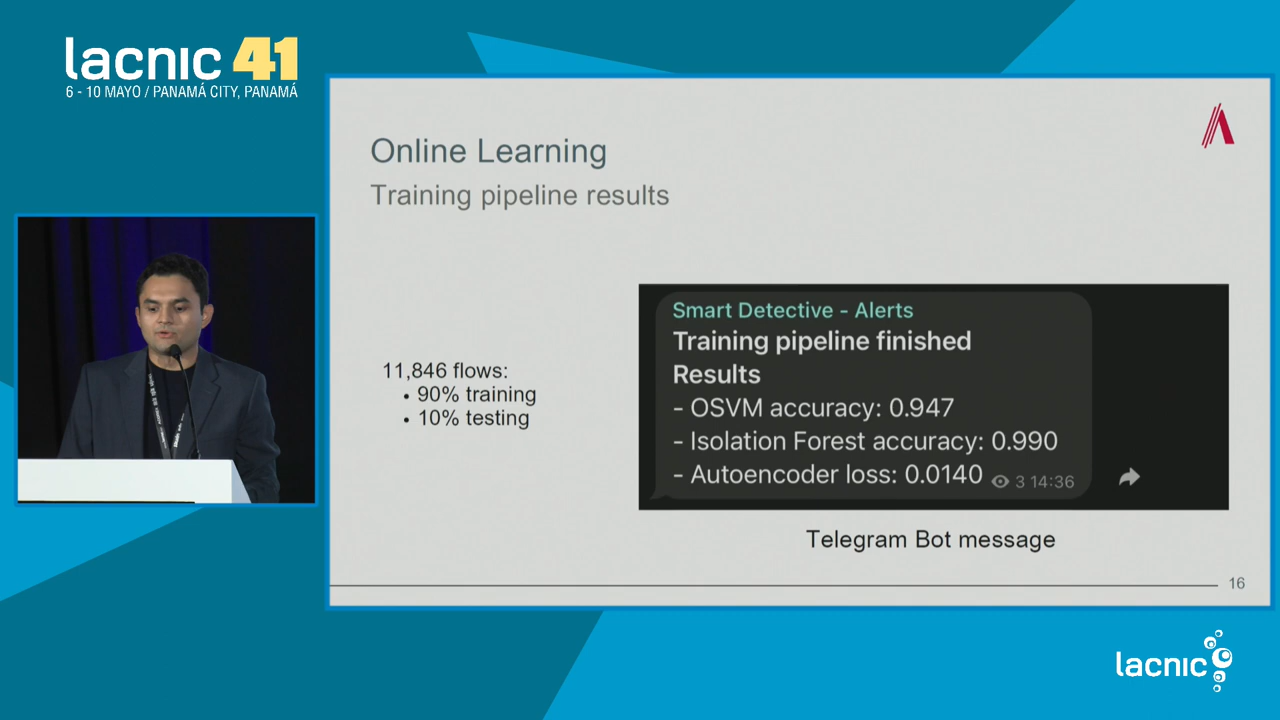 lacnic 41
6 - 10 MAYO / PANAMÁ CITY, PANAMÁ
Online Learning
Training pipeline results
11,846 flows:
• 90% training
• 10% testing
Smart Detective - Alerts
Training pipeline finished
Results
- OSVM accuracy: 0.947
- Isolation Forest accuracy: 0.990
- Autoencoder loss: 0.0140
3 14:36
Telegram Bot message
16
lacnic